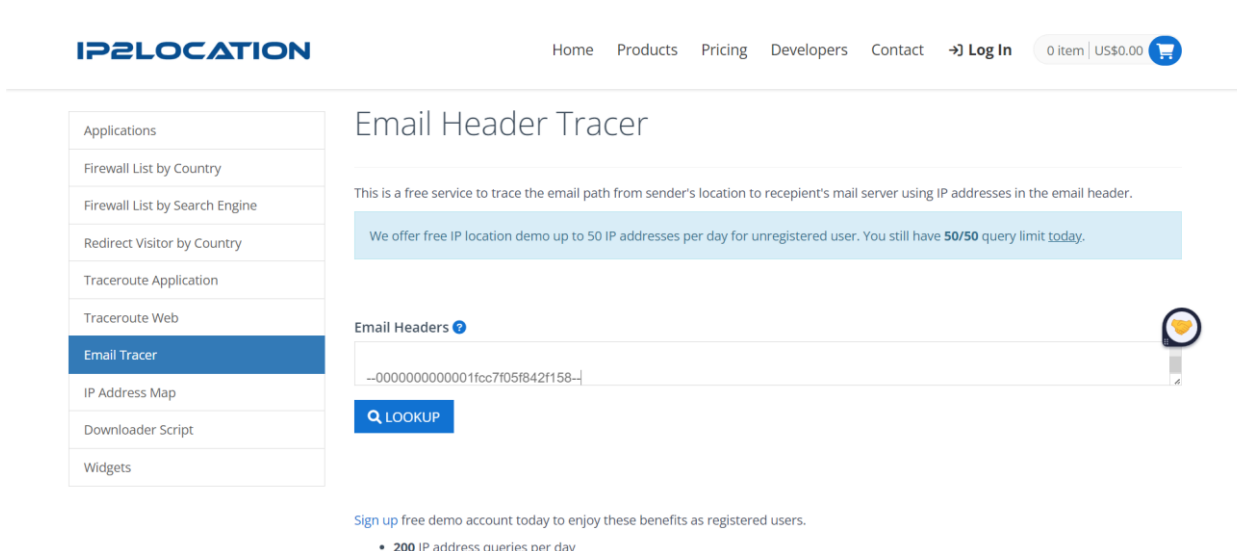 IP2LOCATION
Home Products Pricing Developers Contact Log In 0 item US$0.00
Applications
Firewall List by Country
Firewall List by Search Engine
Redirect Visitor by Country
Traceroute Application
Traceroute Web
Email Tracer
IP Address Map
Downloader Script
Widgets
Email Header Tracer
This is a free service to trace the email path from sender's location to recepient's mail server using IP addresses in the email header.
We offer free IP location demo up to 50 IP addresses per day for unregistered user. You still have 50/50 query limit today.
Email Headers
--0000000000001fcc7f05f842f158--
LOOKUP
Sign up free demo account today to enjoy these benefits as registered users.
• 200 IP address queries per day